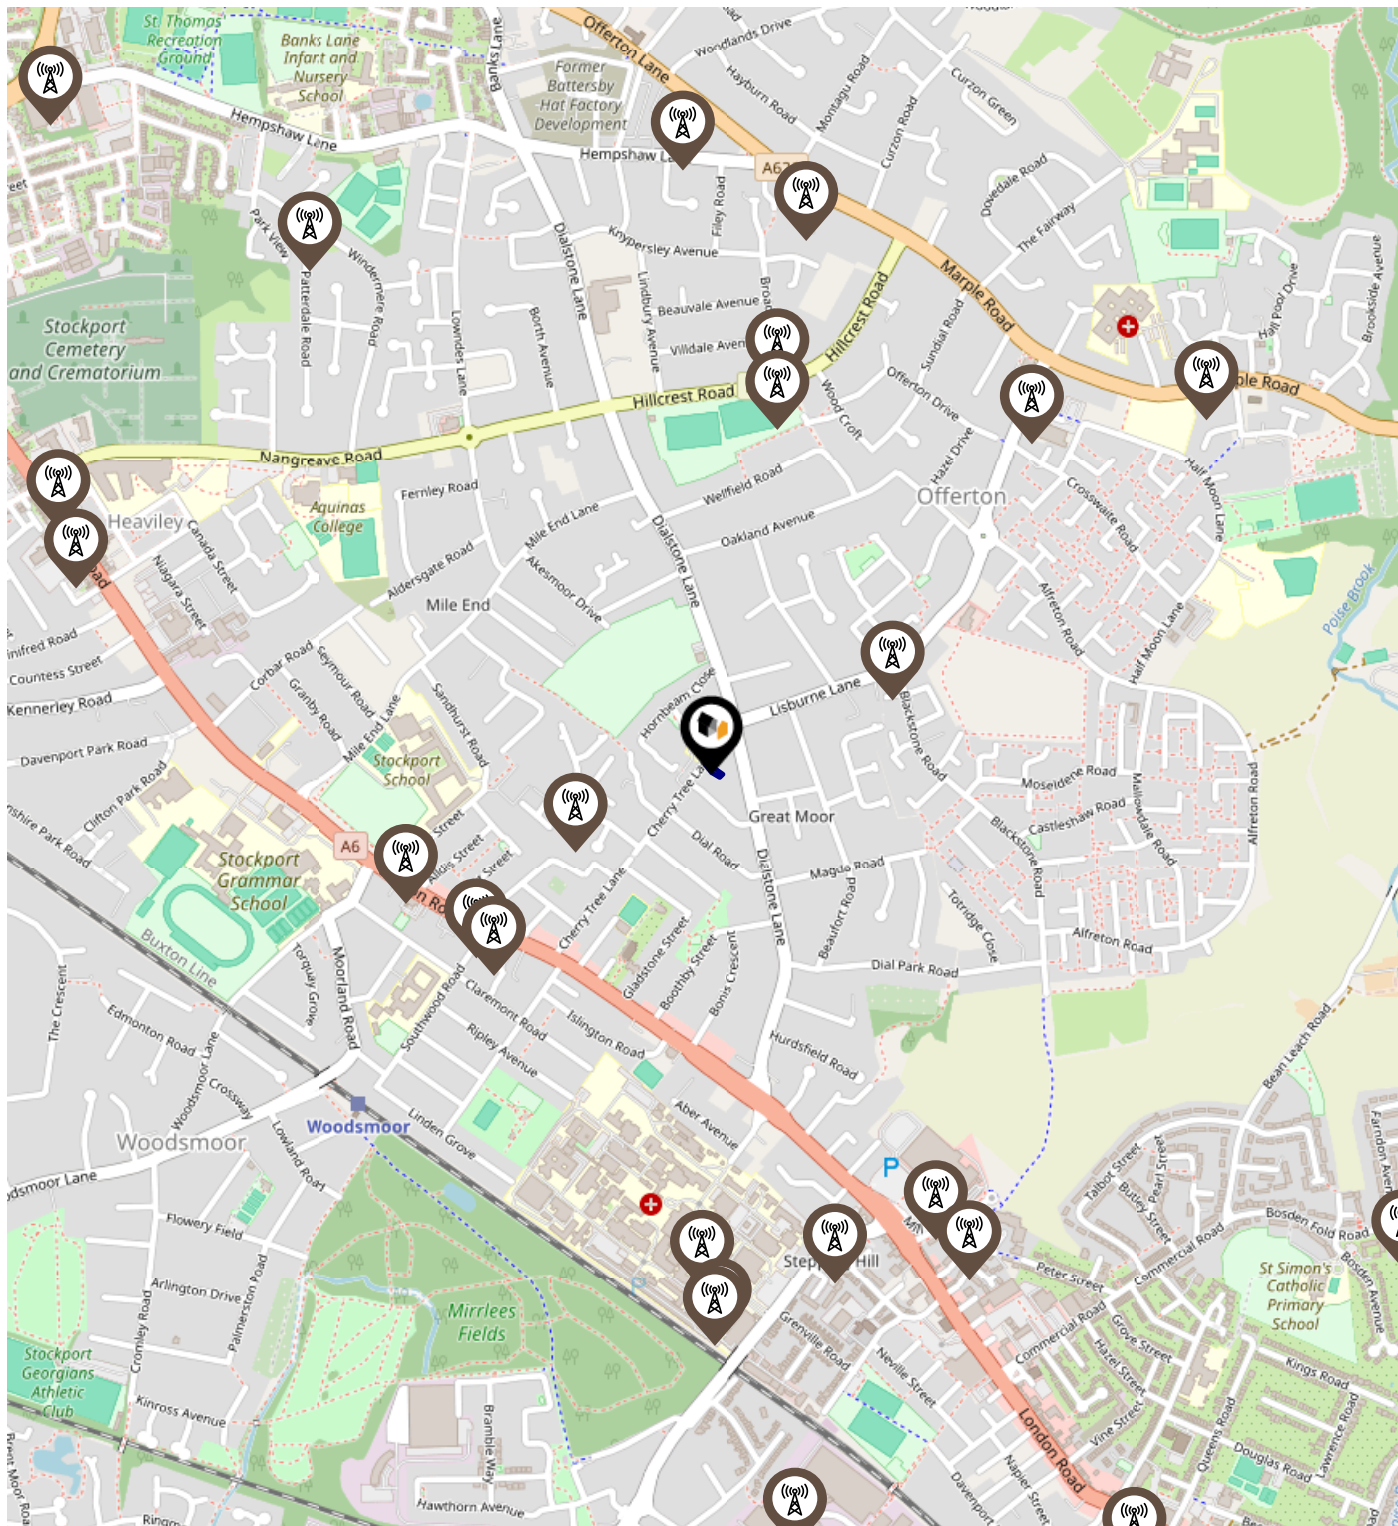 St. Thomas
Recreation
Ground
Banks Lane
Infant and
Nursery
School
Banks Lane
Offerton Lane
Woodlands Drive
Former
Battersby
Hat Factory
Development
Hayburn Road
Montagu Road
Curzon Road
Curzon Green
Hempshaw Lane
Hempshaw
Dovedale Road
The Fairway
Park View
Patterdale Road
Windermere Road
Dialstone Lane
Filey Road
Knypersley Avenue
Lindbury Avenue
Beauvale Avenue
Hillcrest Road
Marple Road
Sundial Road
Hall Pool Drive
Brookside Avenue
Stockport
Cemetery
and Crematorium
Lowndes Lane
Borth Avenue
Hillcrest Road
Wood Croft
Offerton Drive
Hazel Drive
Nangreave Road
Fernley Road
Wellfield Road
Offerton
Half Moon Lane
Crosswaite Road
Heaviley
Canada Street
Niagara Street
Aquinas
College
Mile End Lane
Dialstone Lane
Oakland Avenue
Aldersgate Road
Akesmoor Drive
Mile End
Alfreton Road
Half Moon Lane
Poise Brook
Countess Street
Kennerley Road
Corbar Road
Seymour Road
Granby Road
Mile End Lane
Sandhurst Road
Hornbeam Close
Lisburne Lane
Blackstone Road
Davenport Park Road
Clifton Park Road
Stockport
School
Cherry Tree
Great Moor
Moseldene Road
Castleshaw Road
Mallowdale Road
Alfreton Road
Blackstone Road
A6
Stockport
Grammar
School
Street
Dial Road
Magda Road
Dialstone Lane
Cherry Tree Lane
Beaufort Road
Totridge Close
Alfreton Road
Buxton Line
Torquay Grove
Moorland Road
Southwood Road
Claremont Road
Gladstone Street
Boothby Street
Bonis Crescent
Dial Park Road
The Crescent
Edmonton Road
Woodsmoor Lane
Crossway
Ripley Avenue
Islington Road
Hurdsfield Road
Bean Leach Road
Woodsmoor
Woodsmoor
Lowland Road
Linden Grove
Aber Avenue
P
Talbot Street
Butley Street
Pearl Street
Flowery Field
Commercial Road
Bosden Fold Road
Bosden Avenue
Arlington Drive
Cromley Road
Palmerston Road
Mirrlees
Fields
Peter Street
St Simon's
Catholic
Primary
School
Stockport
Georgians
Athletic
Club
Kinross Avenue
Grenville Road
Neville Street
Commercial Road
Grove Street
Hazel Street
Vine Street
Kings Road
Lawrence Road
Queens Road
Douglas Road
London Road
Napier Street
Davenport
Bramble Way
Hawthorn Avenue